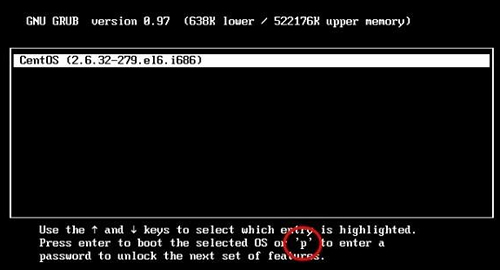 GNU GRUB  version 0.97  (638K lower / 522176K upper memory)
CentOS (2.6.32-279.el6.i686)
Use the ↑ and ↓ keys to select which entry is highlighted.
Press enter to boot the selected OS or 'p' to enter a
password to unlock the next set of features.